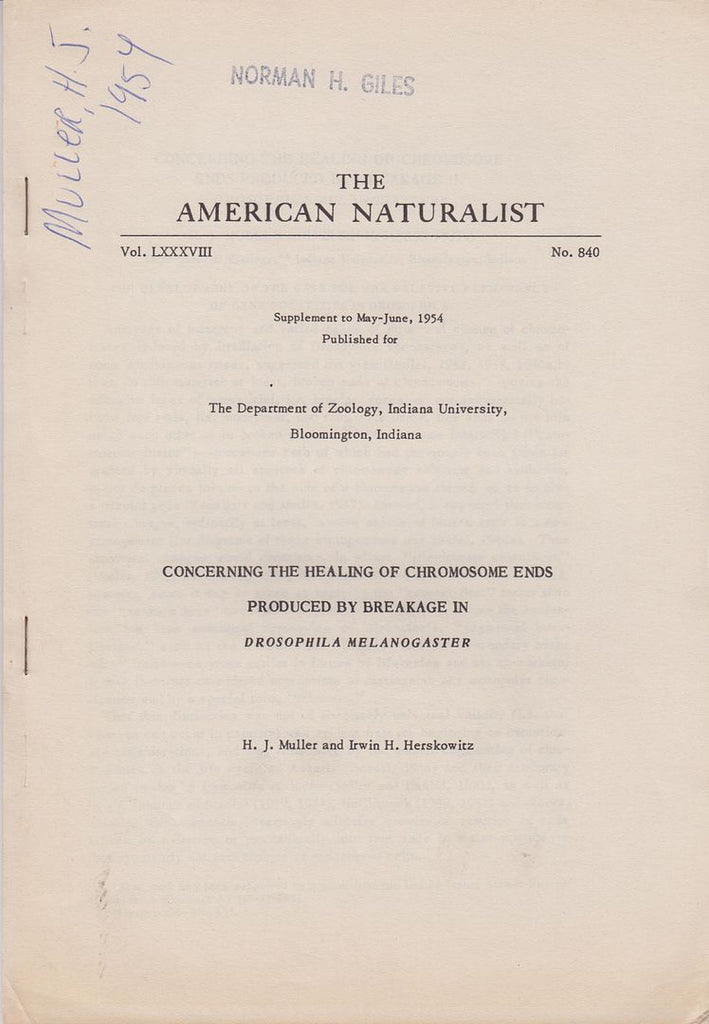 Muller, H. J.
1954
NORMAN H. GILES
THE
AMERICAN NATURALIST
Vol. LXXXVIII No. 840
Supplement to May-June, 1954
Published for
The Department of Zoology, Indiana University,
Bloomington, Indiana
CONCERNING THE HEALING OF CHROMOSOME ENDS
PRODUCED BY BREAKAGE IN
DROSOPHILA MELANOGASTER
H. J. Muller and Irwin H. Herskowitz